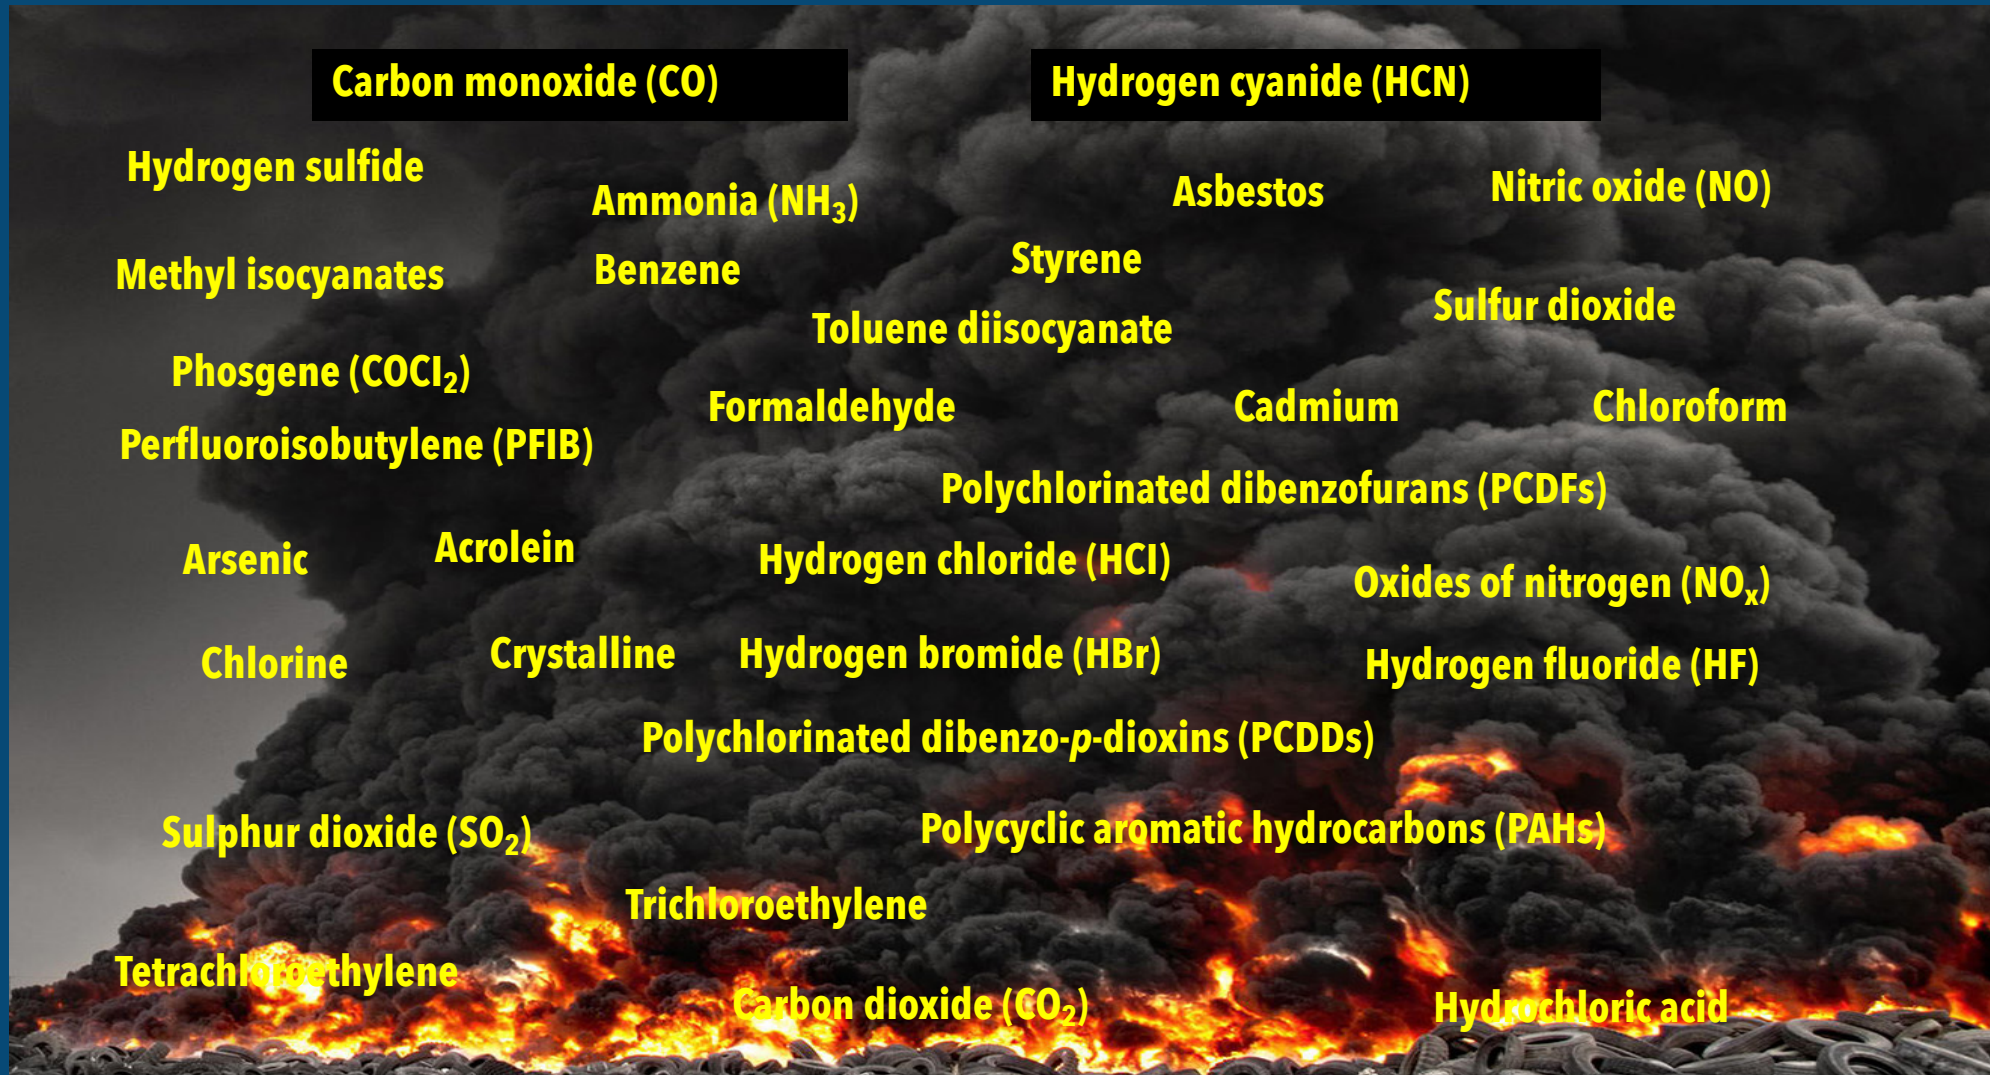 Carbon monoxide (CO)
Hydrogen cyanide (HCN)
Hydrogen sulfide
Ammonia (NH₃)
Asbestos
Nitric oxide (NO)
Methyl isocyanates
Benzene
Styrene
Sulfur dioxide
Toluene diisocyanate
Phosgene (COCI₂)
Formaldehyde
Cadmium
Chloroform
Perfluoroisobutylene (PFIB)
Polychlorinated dibenzofurans (PCDFs)
Arsenic
Acrolein
Hydrogen chloride (HCI)
Oxides of nitrogen (NOₓ)
Chlorine
Crystalline
Hydrogen bromide (HBr)
Hydrogen fluoride (HF)
Polychlorinated dibenzo-p-dioxins (PCDDs)
Sulphur dioxide (SO₂)
Polycyclic aromatic hydrocarbons (PAHs)
Trichloroethylene
Tetrachloroethylene
Carbon dioxide (CO₂)
Hydrochloric acid